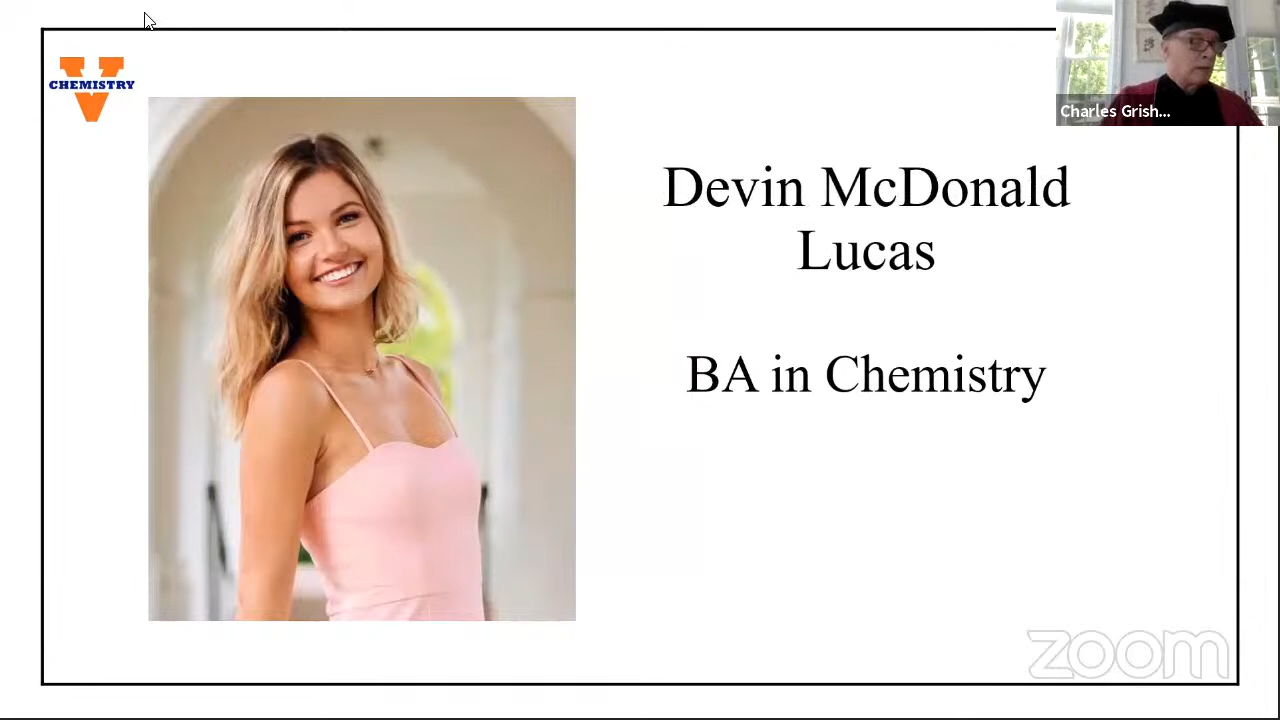 V
CHEMISTRY
Charles Grish...
Devin McDonald
Lucas
BA in Chemistry
zoom